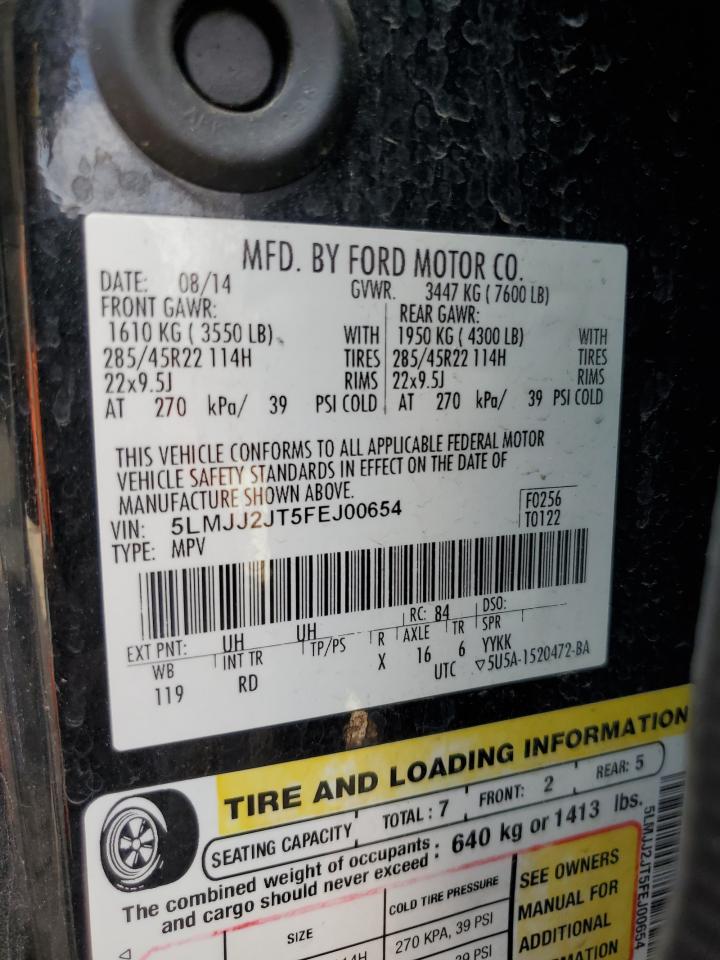 MFD. BY FORD MOTOR CO.
DATE: 08/14 GVWR. 3447 KG ( 7600 LB)
FRONT GAWR: REAR GAWR:
1610 KG ( 3550 LB) WITH 1950 KG ( 4300 LB) WITH
285/45R22 114H TIRES 285/45R22 114H TIRES
22x9.5J RIMS 22x9.5J RIMS
AT 270 kPa/ 39 PSI COLD AT 270 kPa/ 39 PSI COLD
THIS VEHICLE CONFORMS TO ALL APPLICABLE FEDERAL MOTOR
VEHICLE SAFETY STANDARDS IN EFFECT ON THE DATE OF
MANUFACTURE SHOWN ABOVE.
VIN: 5LMJJ2JT5FEJ00654 F0256
TYPE: MPV T0122
EXT PNT: UH UH RC: 84 DSO:
WB INT TR TP/PS R AXLE TR SPR
119 RD X 16 6 YYKK
UTC ▽5U5A-1520472-BA
TIRE AND LOADING INFORMATION
SEATING CAPACITY TOTAL : 7 FRONT: 2 REAR: 5
The combined weight of occupants : 640 kg or 1413 lbs.
and cargo should never exceed
SIZE COLD TIRE PRESSURE SEE OWNERS
MANUAL FOR
270 KPA, 39 PSI ADDITIONAL
5LMJJ2JT5FEJ00654